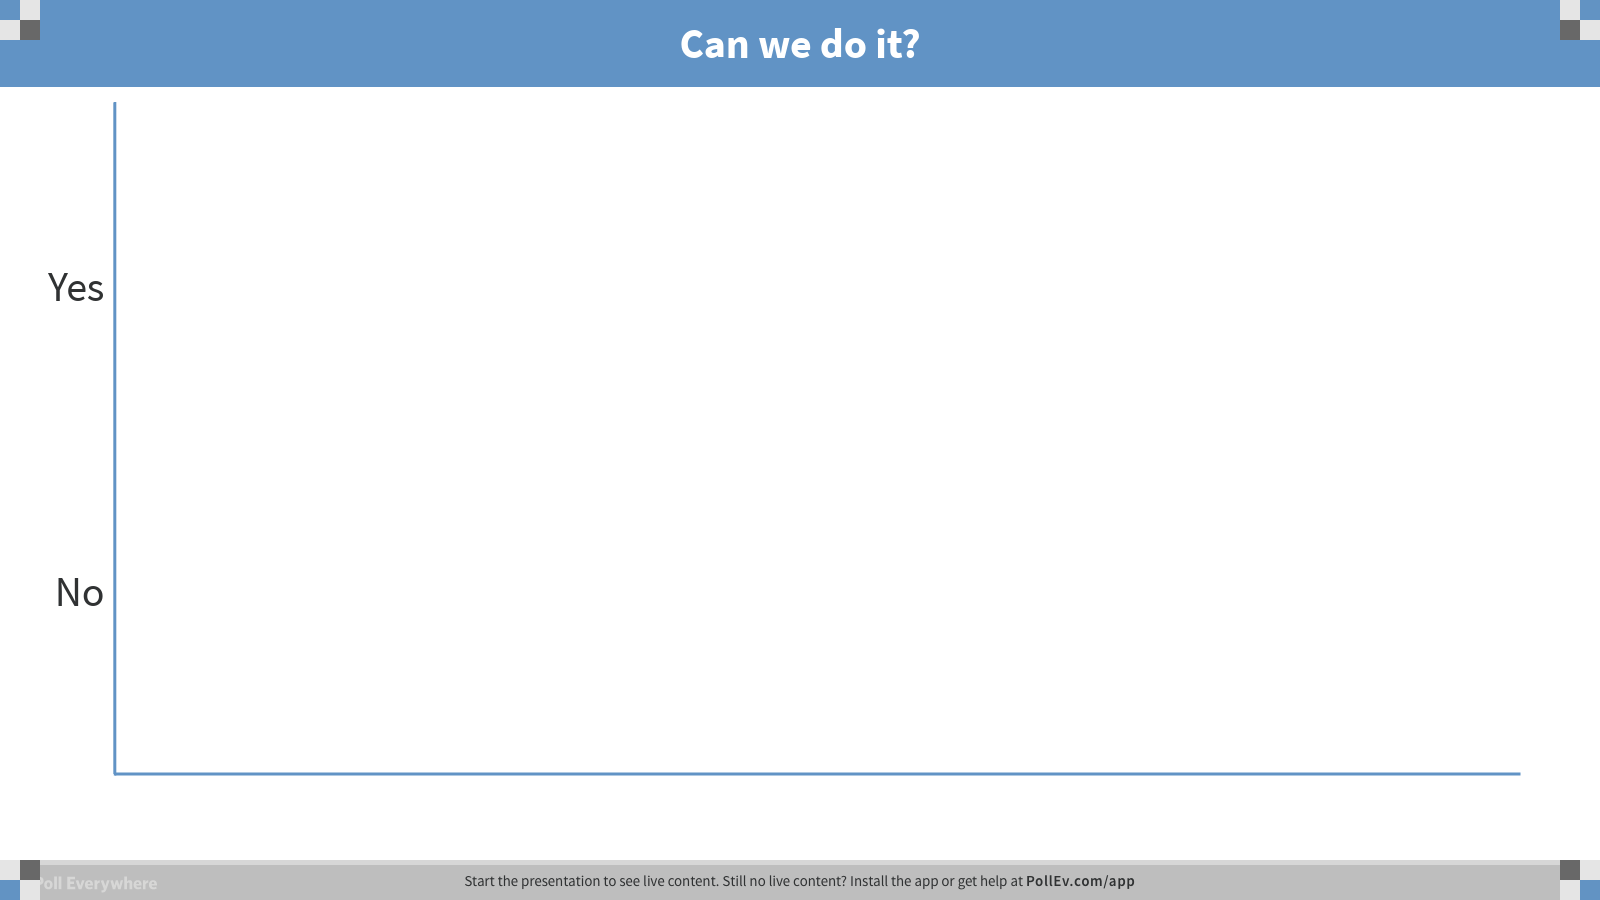 Can we do it?
Yes
No
Poll Everywhere
Start the presentation to see live content. Still no live content? Install the app or get help at PollEv.com/app